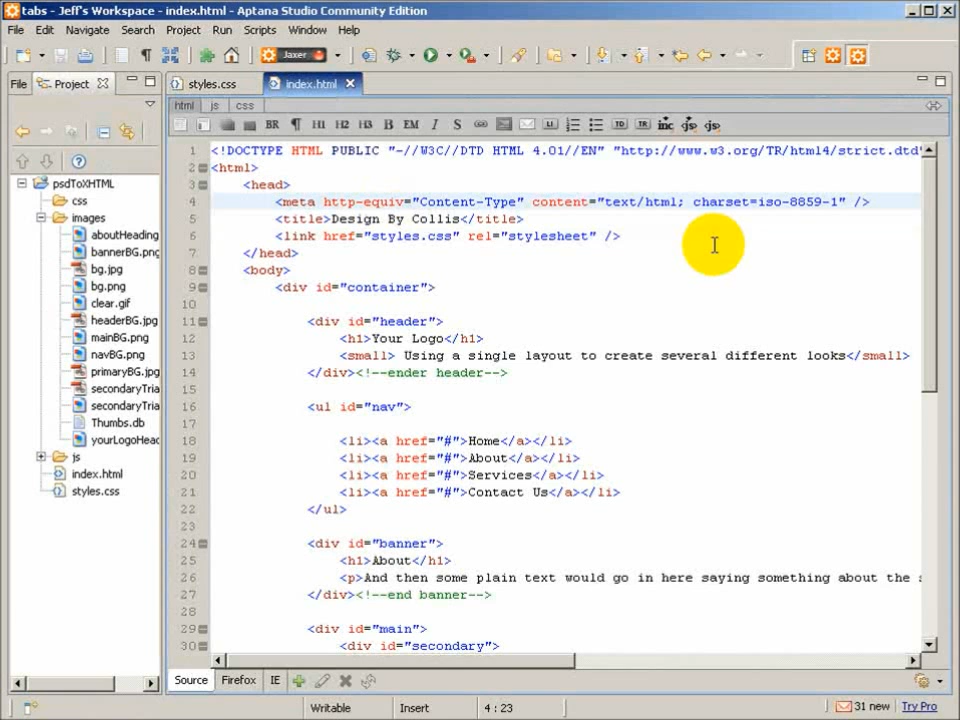 tabs - Jeff's Workspace - index.html - Aptana Studio Community Edition
File Edit Navigate Search Project Run Scripts Window Help
Jaxer
File Project styles.css index.html
html js css
BR ¶ H1 H2 H3 B EM I S LI TD TR inc js js
psdToXHTML
css
images
aboutHeading
bannerBG.png
bg.jpg
bg.png
clear.gif
headerBG.jpg
mainBG.png
navBG.png
primaryBG.jpg
secondaryTria
secondaryTria
Thumbs.db
yourLogoHead
js
index.html
styles.css
1 <!DOCTYPE HTML PUBLIC "-//W3C//DTD HTML 4.01//EN" "http://www.w3.org/TR/html4/strict.dtd"
2 <html>
3 <head>
4 <meta http-equiv="Content-Type" content="text/html; charset=iso-8859-1" />
5 <title>Design By Collis</title>
6 <link href="styles.css" rel="stylesheet" />
7 </head>
8 <body>
9 <div id="container">
10
11 <div id="header">
12 <h1>Your Logo</h1>
13 <small> Using a single layout to create several different looks</small>
14 </div><!--ender header-->
15
16 <ul id="nav">
17
18 <li><a href="#">Home</a></li>
19 <li><a href="#">About</a></li>
20 <li><a href="#">Services</a></li>
21 <li><a href="#">Contact Us</a></li>
22 </ul>
23
24 <div id="banner">
25 <h1>About</h1>
26 <p>And then some plain text would go in here saying something about the s
27 </div><!--end banner-->
28
29 <div id="main">
30 <div id="secondary">
Source Firefox IE
Writable Insert 4 : 23 31 new Try Pro